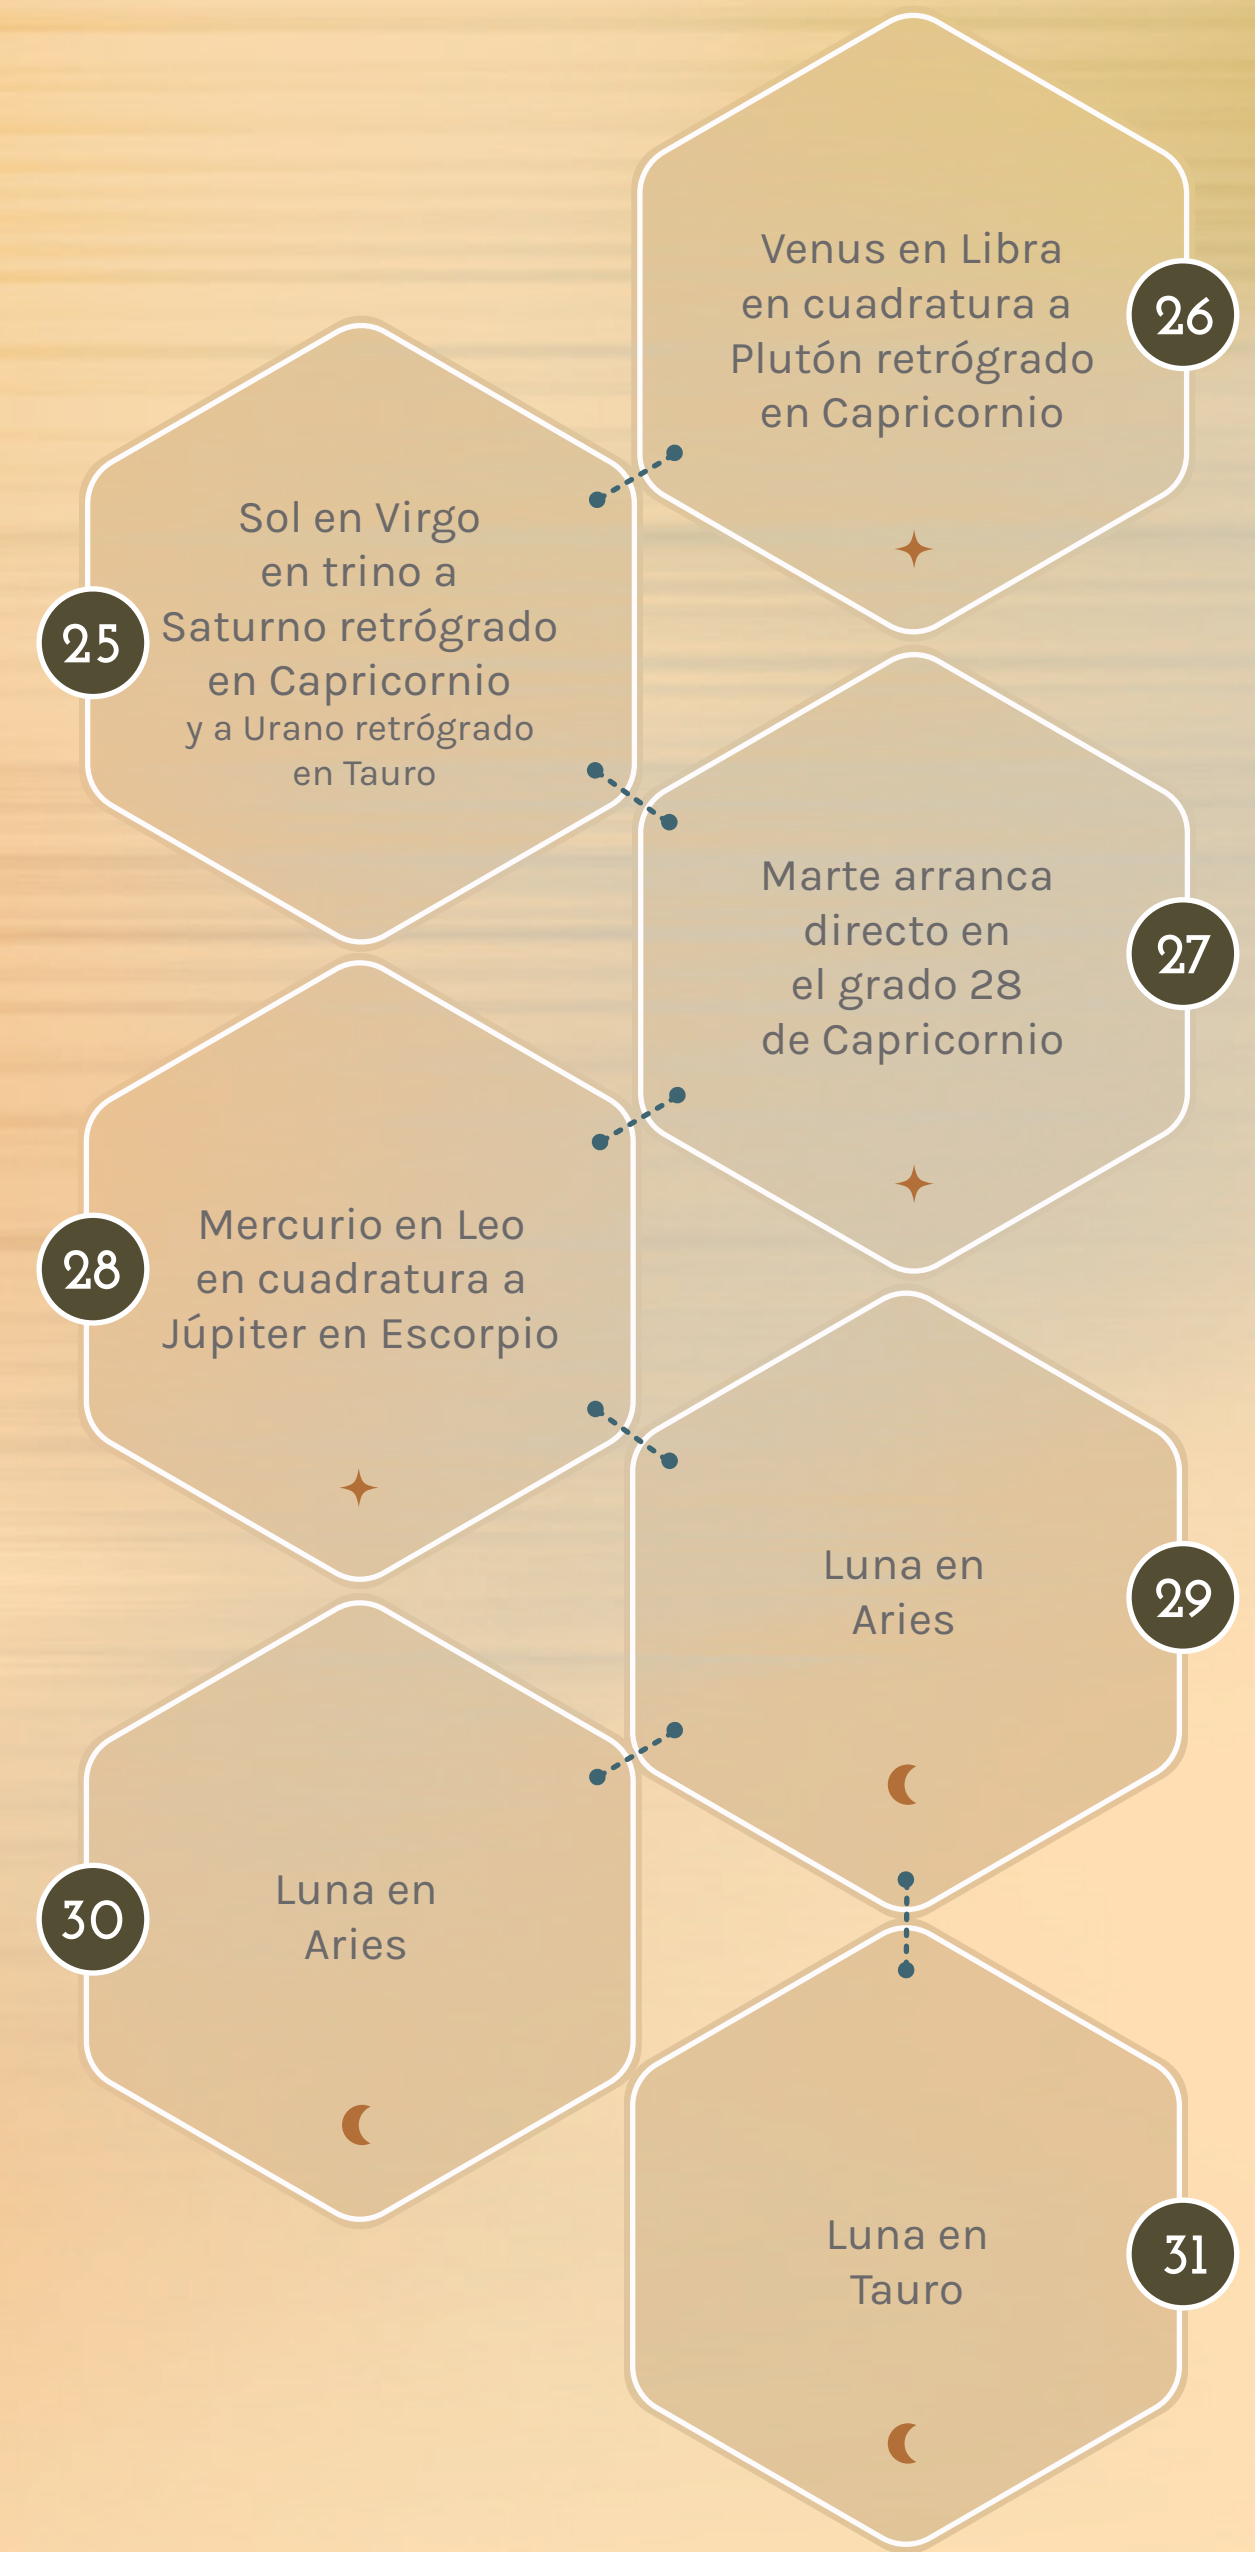 25
Sol en Virgo
en trino a
Saturno retrógrado
en Capricornio
y a Urano retrógrado
en Tauro
26
Venus en Libra
en cuadratura a
Plutón retrógrado
en Capricornio
27
Marte arranca
directo en
el grado 28
de Capricornio
28
Mercurio en Leo
en cuadratura a
Júpiter en Escorpio
29
Luna en
Aries
30
Luna en
Aries
31
Luna en
Tauro